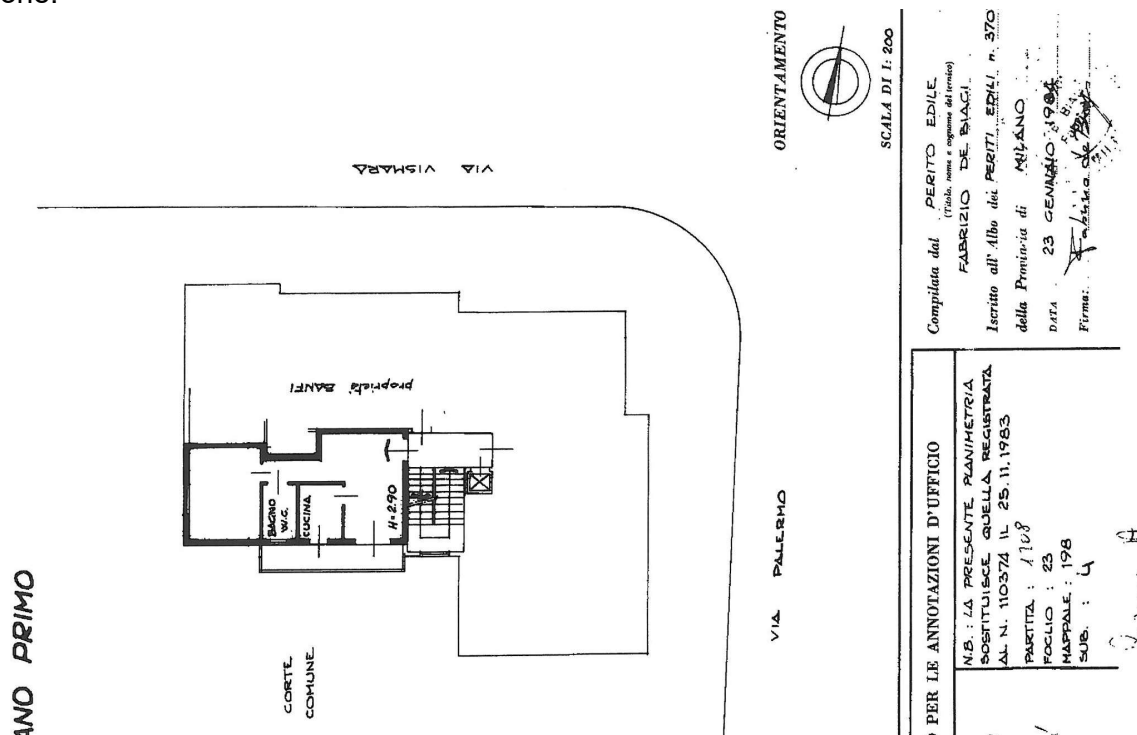 PIANO PRIMO
VIA VISMARA
proprietà BANFI
BAGNO
W.C.
CUCINA
H=2.90
CORTE
COMUNE
VIA PALERMO
ORIENTAMENTO
SCALA DI 1: 200
Compilata dal PERITO EDILE
(Titolo, nome e cognome del tecnico)
FABRIZIO DE BIAGI
Iscritto all'Albo dei PERITI EDILI n. 370
della Provincia di MILANO
DATA 23 GENNAIO 1984
Firma:
PER LE ANNOTAZIONI D'UFFICIO
N.B.: LA PRESENTE PLANIMETRIA
SOSTITUISCE QUELLA REGISTRATA
AL N. 110374 IL 25.11.1983
PARTITA : 1708
FOGLIO : 23
MAPPALE : 198
SUB. : 4